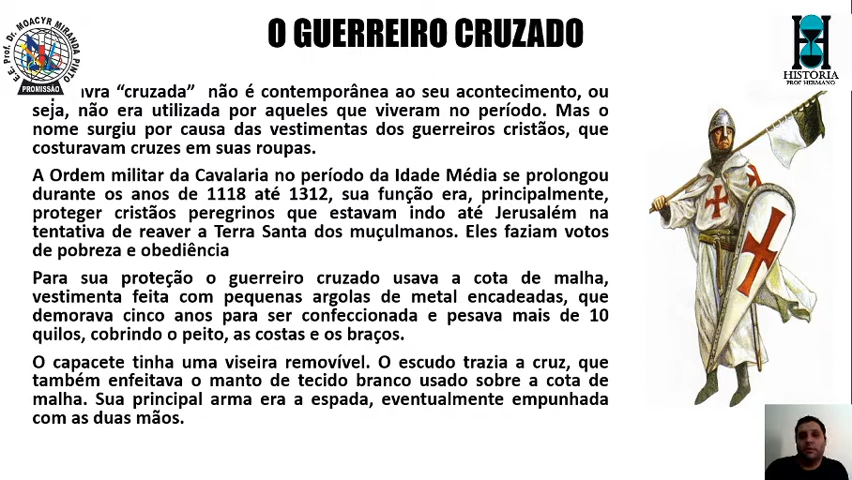 O GUERREIRO CRUZADO
E.E. Prof. Dr. MOACYR MIRANDA PINTO
PROMISSÃO
HISTORIA
PROF HERMANO
avra “cruzada” não é contemporânea ao seu acontecimento, ou
seja, não era utilizada por aqueles que viveram no período. Mas o
nome surgiu por causa das vestimentas dos guerreiros cristãos, que
costuravam cruzes em suas roupas.
A Ordem militar da Cavalaria no período da Idade Média se prolongou
durante os anos de 1118 até 1312, sua função era, principalmente,
proteger cristãos peregrinos que estavam indo até Jerusalém na
tentativa de reaver a Terra Santa dos muçulmanos. Eles faziam votos
de pobreza e obediência
Para sua proteção o guerreiro cruzado usava a cota de malha,
vestimenta feita com pequenas argolas de metal encadeadas, que
demorava cinco anos para ser confeccionada e pesava mais de 10
quilos, cobrindo o peito, as costas e os braços.
O capacete tinha uma viseira removível. O escudo trazia a cruz, que
também enfeitava o manto de tecido branco usado sobre a cota de
malha. Sua principal arma era a espada, eventualmente empunhada
com as duas mãos.